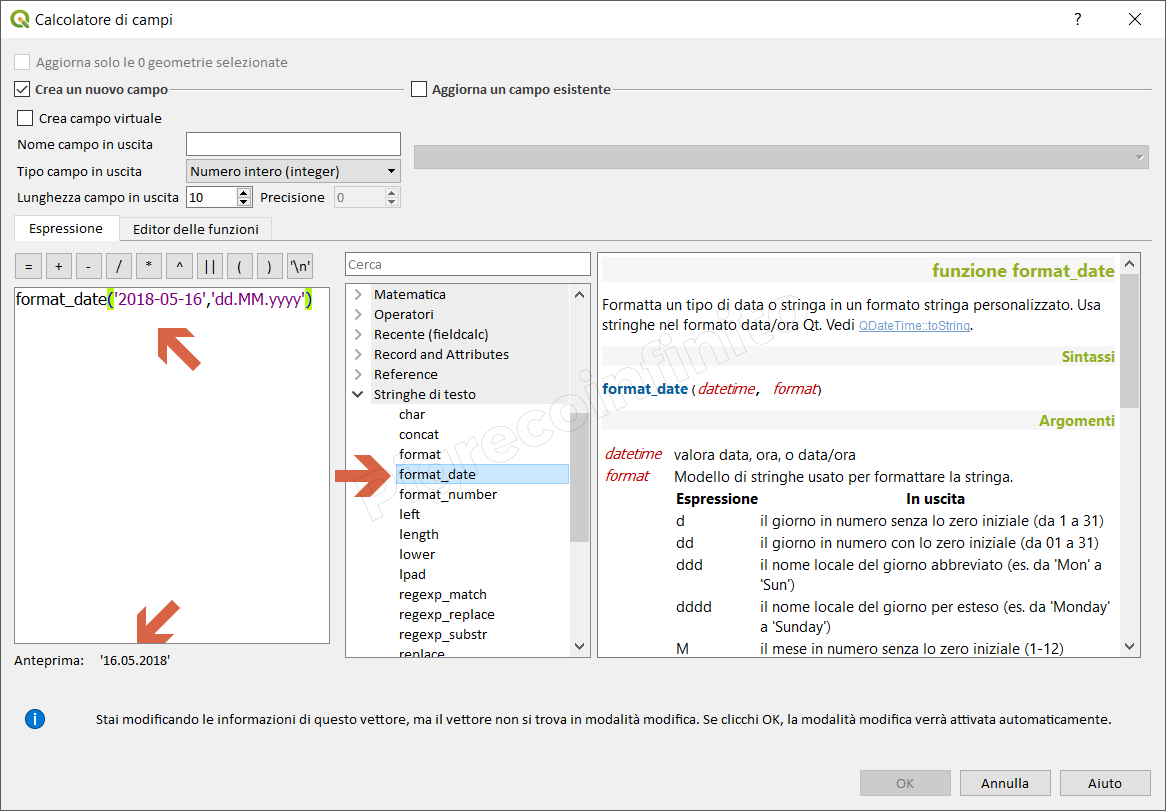 Calcolatore di campi
?
Aggiorna solo le 0 geometrie selezionate
Crea un nuovo campo
Aggiorna un campo esistente
Crea campo virtuale
Nome campo in uscita
Tipo campo in uscita
Numero intero (integer)
Lunghezza campo in uscita
10
Precisione
0
Espressione
Editor delle funzioni
= + - / * ^ || ( ) '\n'
format_date('2018-05-16','dd.MM.yyyy')
Anteprima: '16.05.2018'
Cerca
Matematica
Operatori
Recente (fieldcalc)
Record and Attributes
Reference
Stringhe di testo
char
concat
format
format_date
format_number
left
length
lower
lpad
regexp_match
regexp_replace
regexp_substr
replace
funzione format_date
Formatta un tipo di data o stringa in un formato stringa personalizzato. Usa
stringhe nel formato data/ora Qt. Vedi QDateTime::toString.
Sintassi
format_date(datetime, format)
Argomenti
datetime valora data, ora, o data/ora
format Modello di stringhe usato per formattare la stringa.
Espressione In uscita
d il giorno in numero senza lo zero iniziale (da 1 a 31)
dd il giorno in numero con lo zero iniziale (da 01 a 31)
ddd il nome locale del giorno abbreviato (es. da 'Mon' a
'Sun')
dddd il nome locale del giorno per esteso (es. da 'Monday'
a 'Sunday')
M il mese in numero senza lo zero iniziale (1-12)
pigrecoinfinito
Stai modificando le informazioni di questo vettore, ma il vettore non si trova in modalità modifica. Se clicchi OK, la modalità modifica verrà attivata automaticamente.
OK
Annulla
Aiuto